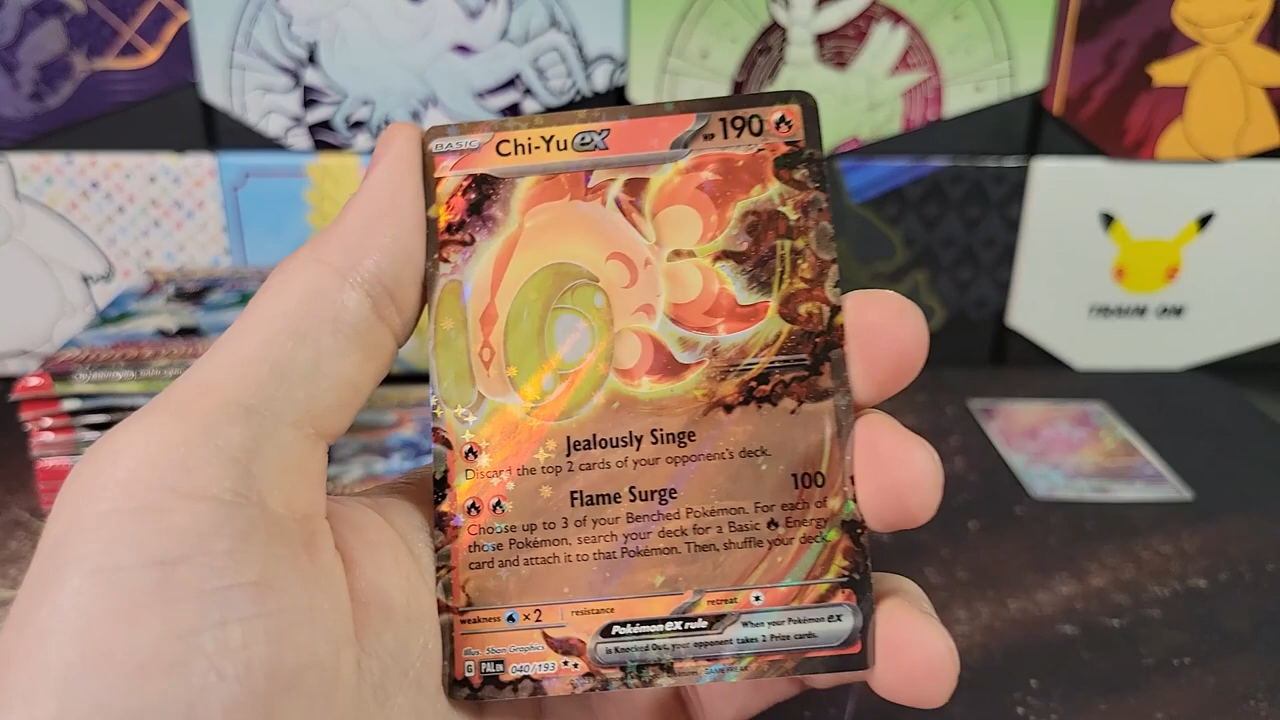 BASIC Chi-Yu ex HP 190
Jealously Singe
Discard the top 2 cards of your opponent's deck.
Flame Surge 100
Choose up to 3 of your Benched Pokémon. For each of
those Pokémon, search your deck for a Basic Energy
card and attach it to that Pokémon. Then, shuffle your deck.
weakness ×2 resistance retreat
Pokémon ex rule When your Pokémon ex
is Knocked Out, your opponent takes 2 Prize cards.
Illus. 5ban Graphics
G PAL EN 040/193
TRAIN ON